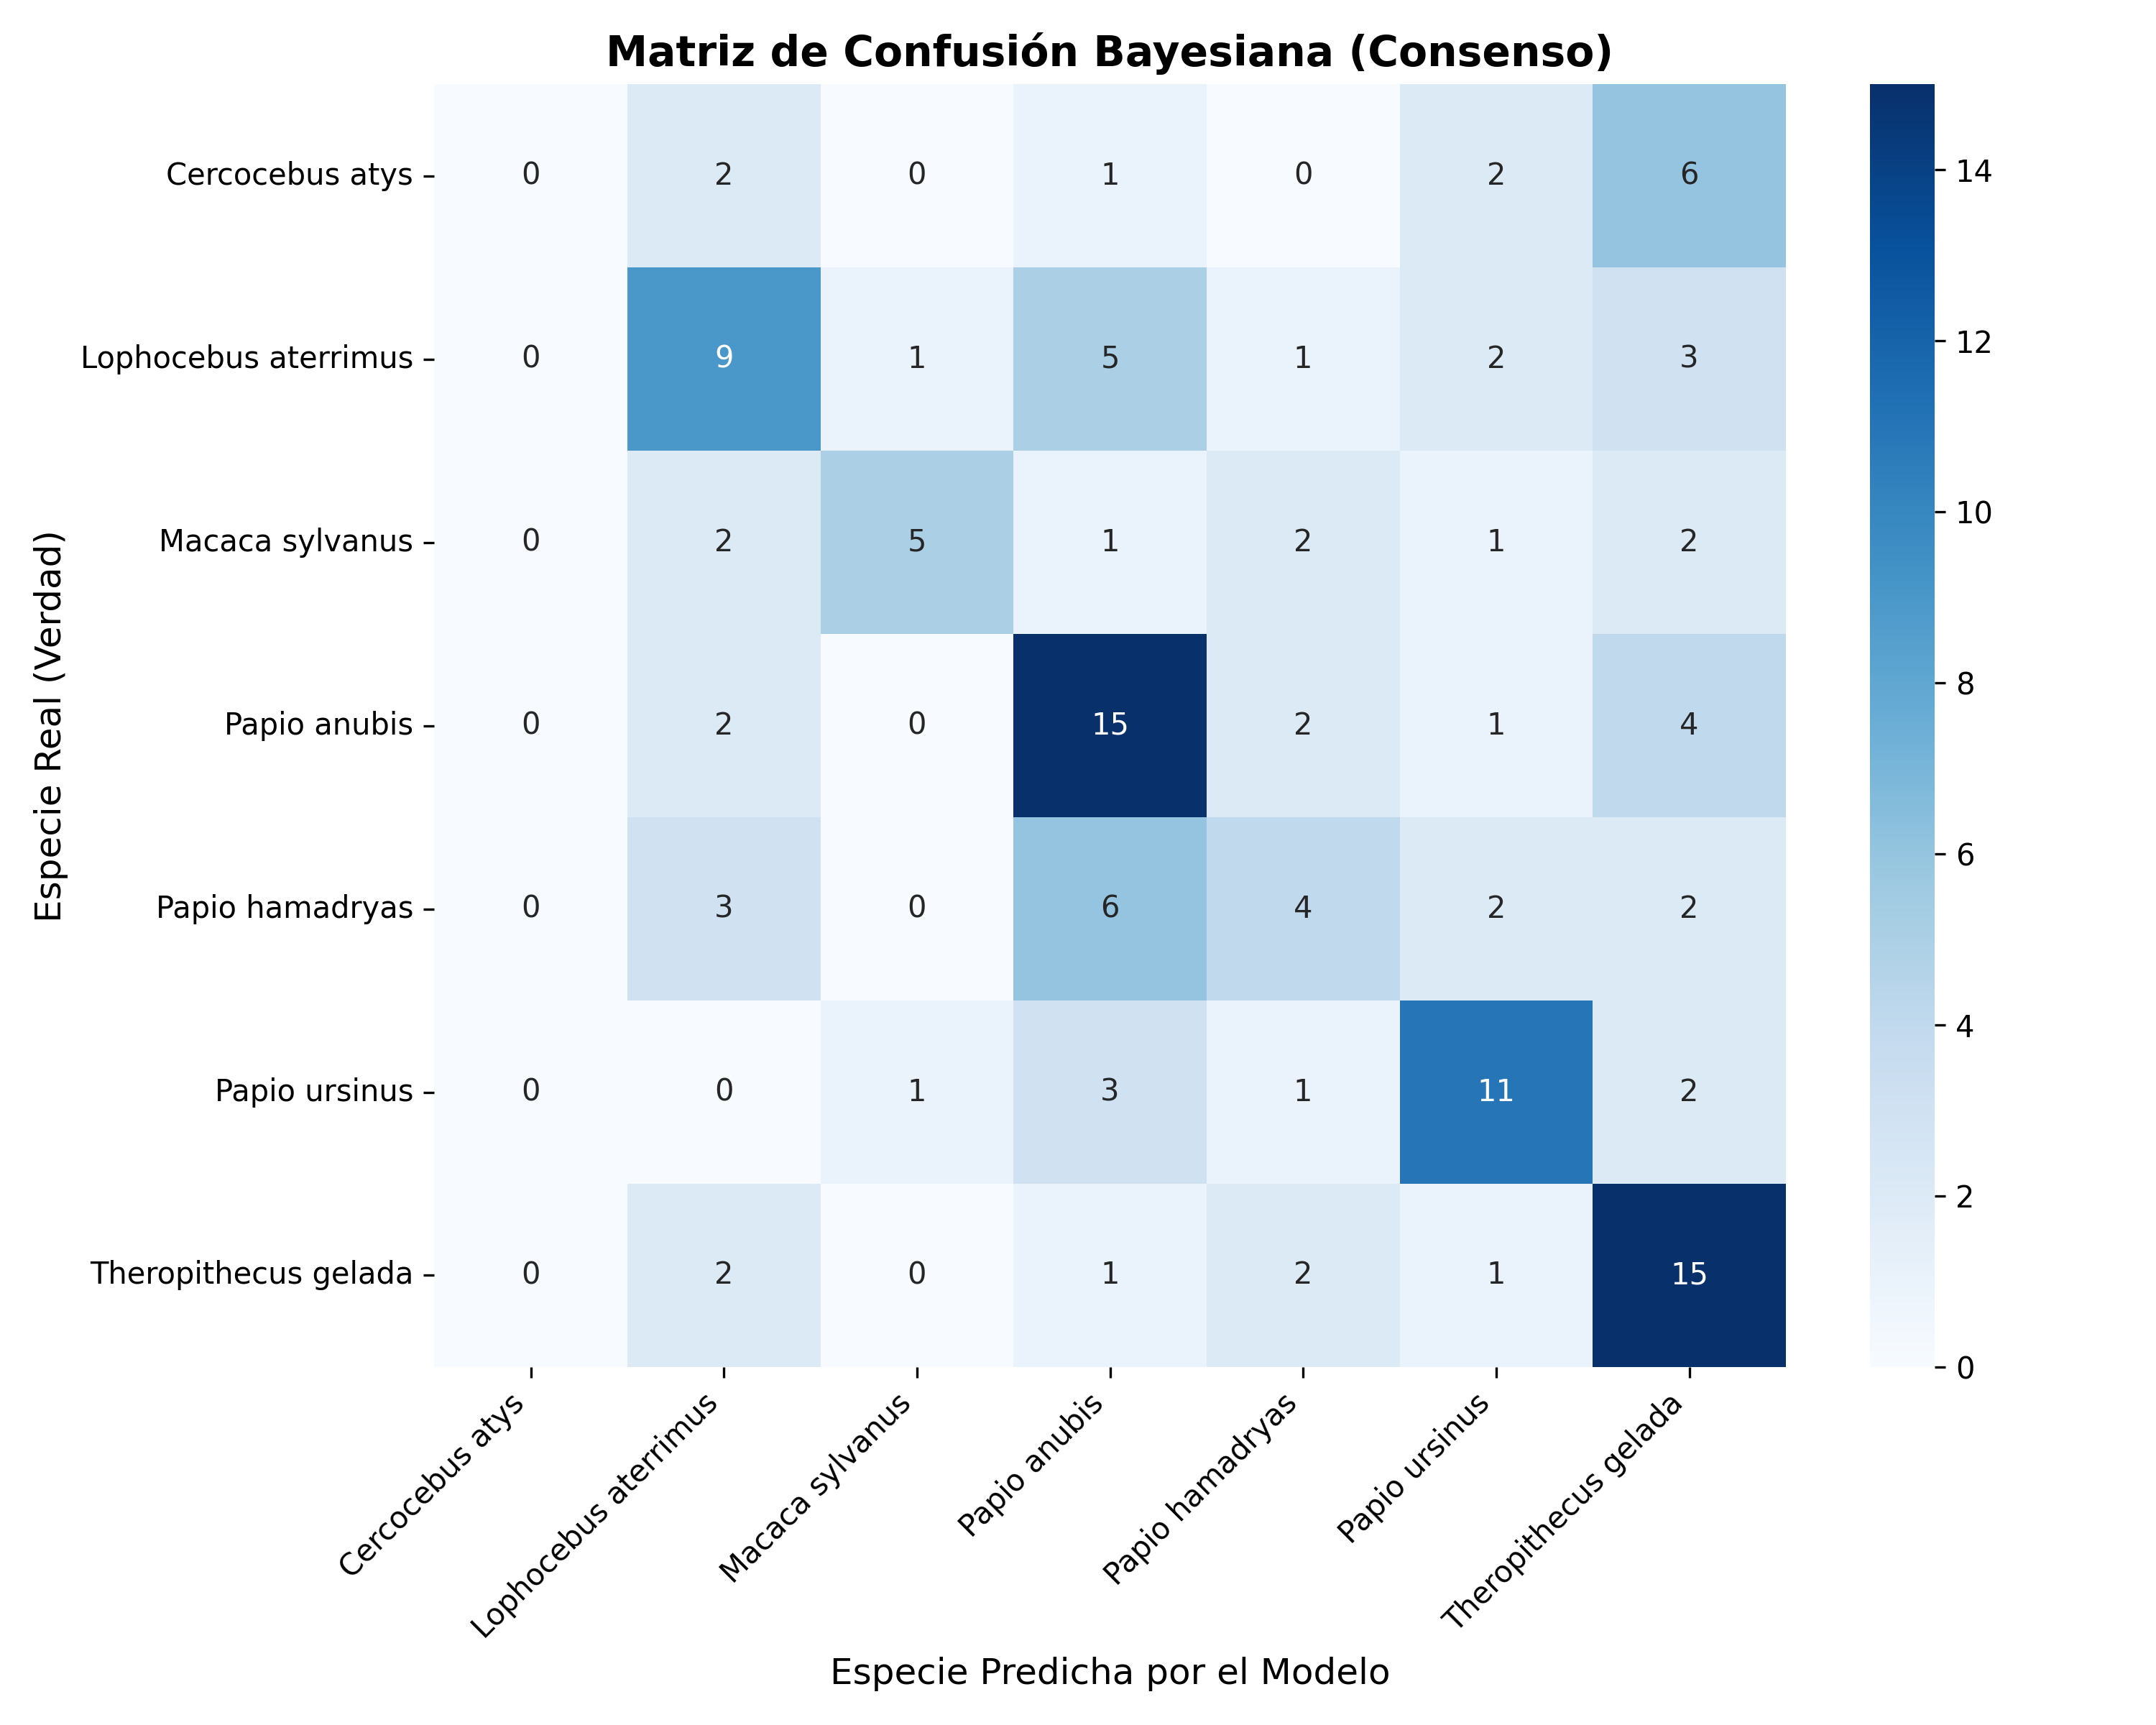 Matriz de Confusión Bayesiana (Consenso)
Especie Real (Verdad)
Cercocebus atys 0 2 0 1 0 2 6
Lophocebus aterrimus 0 9 1 5 1 2 3
Macaca sylvanus 0 2 5 1 2 1 2
Papio anubis 0 2 0 15 2 1 4
Papio hamadryas 0 3 0 6 4 2 2
Papio ursinus 0 0 1 3 1 11 2
Theropithecus gelada 0 2 0 1 2 1 15
Cercocebus atys
Lophocebus aterrimus
Macaca sylvanus
Papio anubis
Papio hamadryas
Papio ursinus
Theropithecus gelada
Especie Predicha por el Modelo
14
12
10
8
6
4
2
0